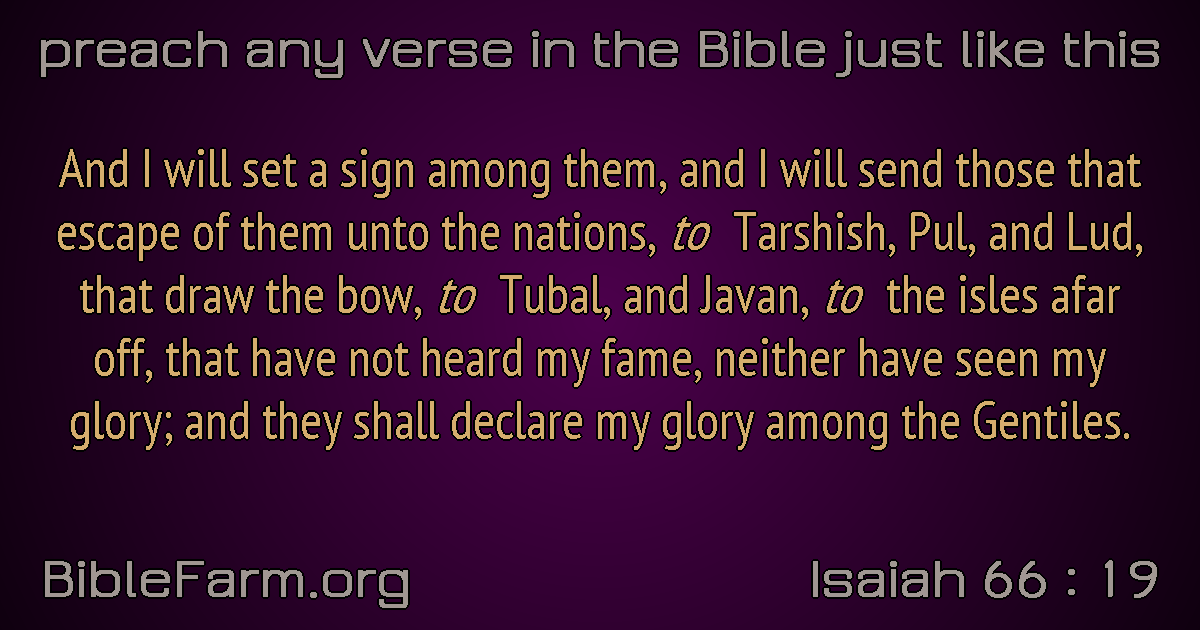 preach any verse in the Bible just like this
And I will set a sign among them, and I will send those that
escape of them unto the nations, to Tarshish, Pul, and Lud,
that draw the bow, to Tubal, and Javan, to the isles afar
off, that have not heard my fame, neither have seen my
glory; and they shall declare my glory among the Gentiles.
BibleFarm.org
Isaiah 66 : 19